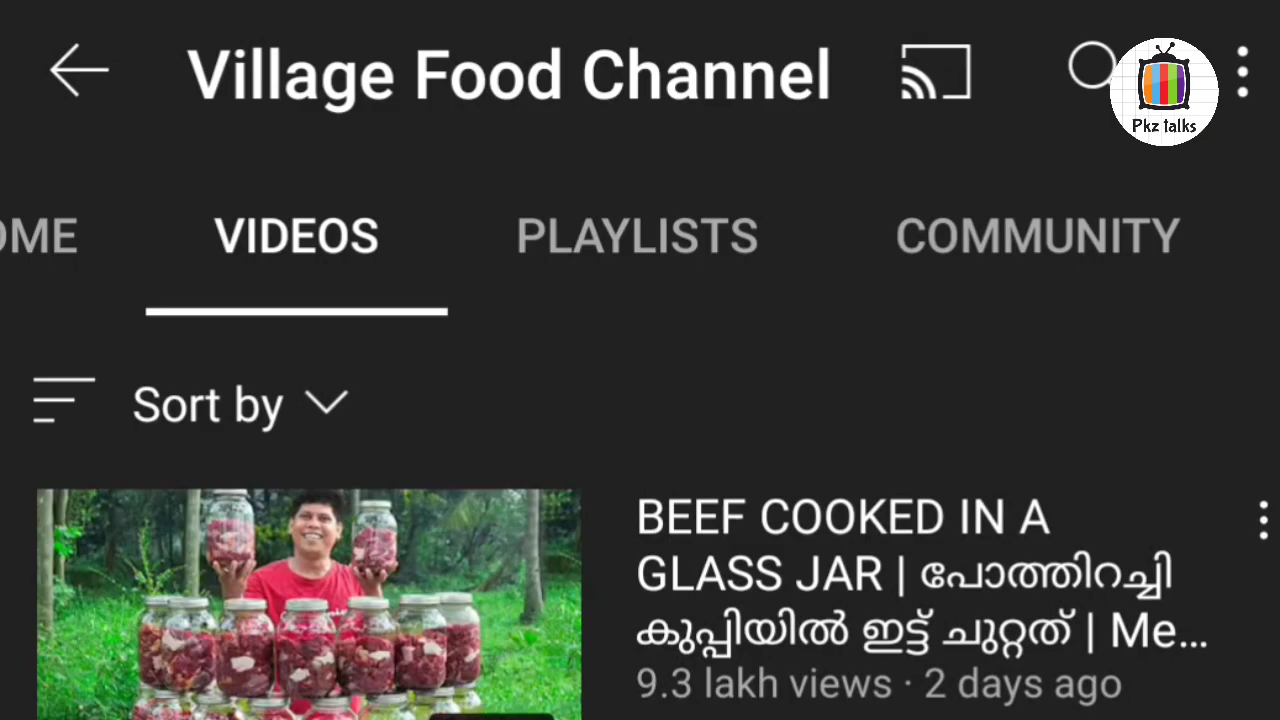 Village Food Channel
Pkz talks
OME
VIDEOS
PLAYLISTS
COMMUNITY
Sort by
BEEF COOKED IN A
GLASS JAR | പോത്തിറച്ചി
കുപ്പിയിൽ ഇട്ട് ചുറ്റത് | Me...
9.3 lakh views · 2 days ago